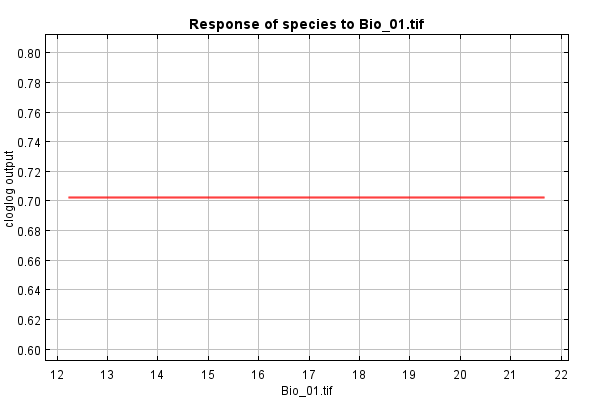 Response of species to Bio_01.tif
0.80
0.78
0.76
0.74
0.72
0.70
0.68
0.66
0.64
0.62
0.60
cloglog output
12 13 14 15 16 17 18 19 20 21 22
Bio_01.tif